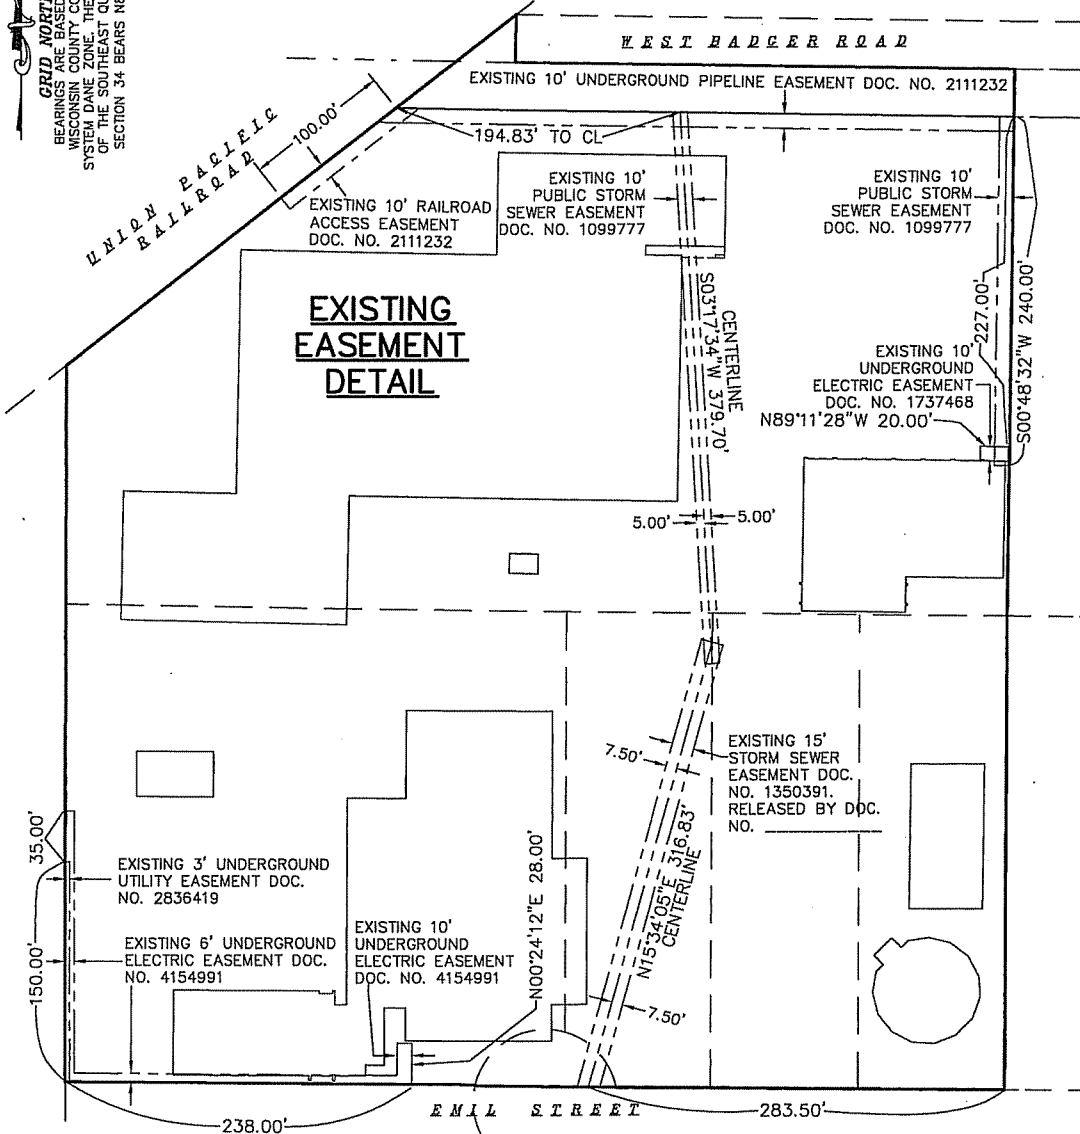 GRID NORTH
BEARINGS ARE BASED
WISCONSIN COUNTY CO
SYSTEM DANE ZONE. THE
OF THE SOUTHEAST QU
SECTION 34 BEARS N8
WEST BADGER ROAD
EXISTING 10' UNDERGROUND PIPELINE EASEMENT DOC. NO. 2111232
UNION PACIFIC
RAILROAD
100.00'
194.83' TO CL
EXISTING 10' RAILROAD
ACCESS EASEMENT
DOC. NO. 2111232
EXISTING 10'
PUBLIC STORM
SEWER EASEMENT
DOC. NO. 1099777
EXISTING 10'
PUBLIC STORM
SEWER EASEMENT
DOC. NO. 1099777
EXISTING
EASEMENT
DETAIL
CENTERLINE
S03°17'34"W 379.70'
227.00'
S00°48'32"W 240.00'
EXISTING 10'
UNDERGROUND
ELECTRIC EASEMENT
DOC. NO. 1737468
N89°11'28"W 20.00'
5.00'
5.00'
7.50'
EXISTING 15'
STORM SEWER
EASEMENT DOC.
NO. 1350391.
RELEASED BY DOC.
NO.
N15°34'05"E 316.83'
CENTERLINE
7.50'
35.00'
150.00'
EXISTING 3' UNDERGROUND
UTILITY EASEMENT DOC.
NO. 2836419
EXISTING 6' UNDERGROUND
ELECTRIC EASEMENT DOC.
NO. 4154991
EXISTING 10'
UNDERGROUND
ELECTRIC EASEMENT
DOC. NO. 4154991
N00°24'12"E 28.00'
238.00'
EMIL STREET
283.50'